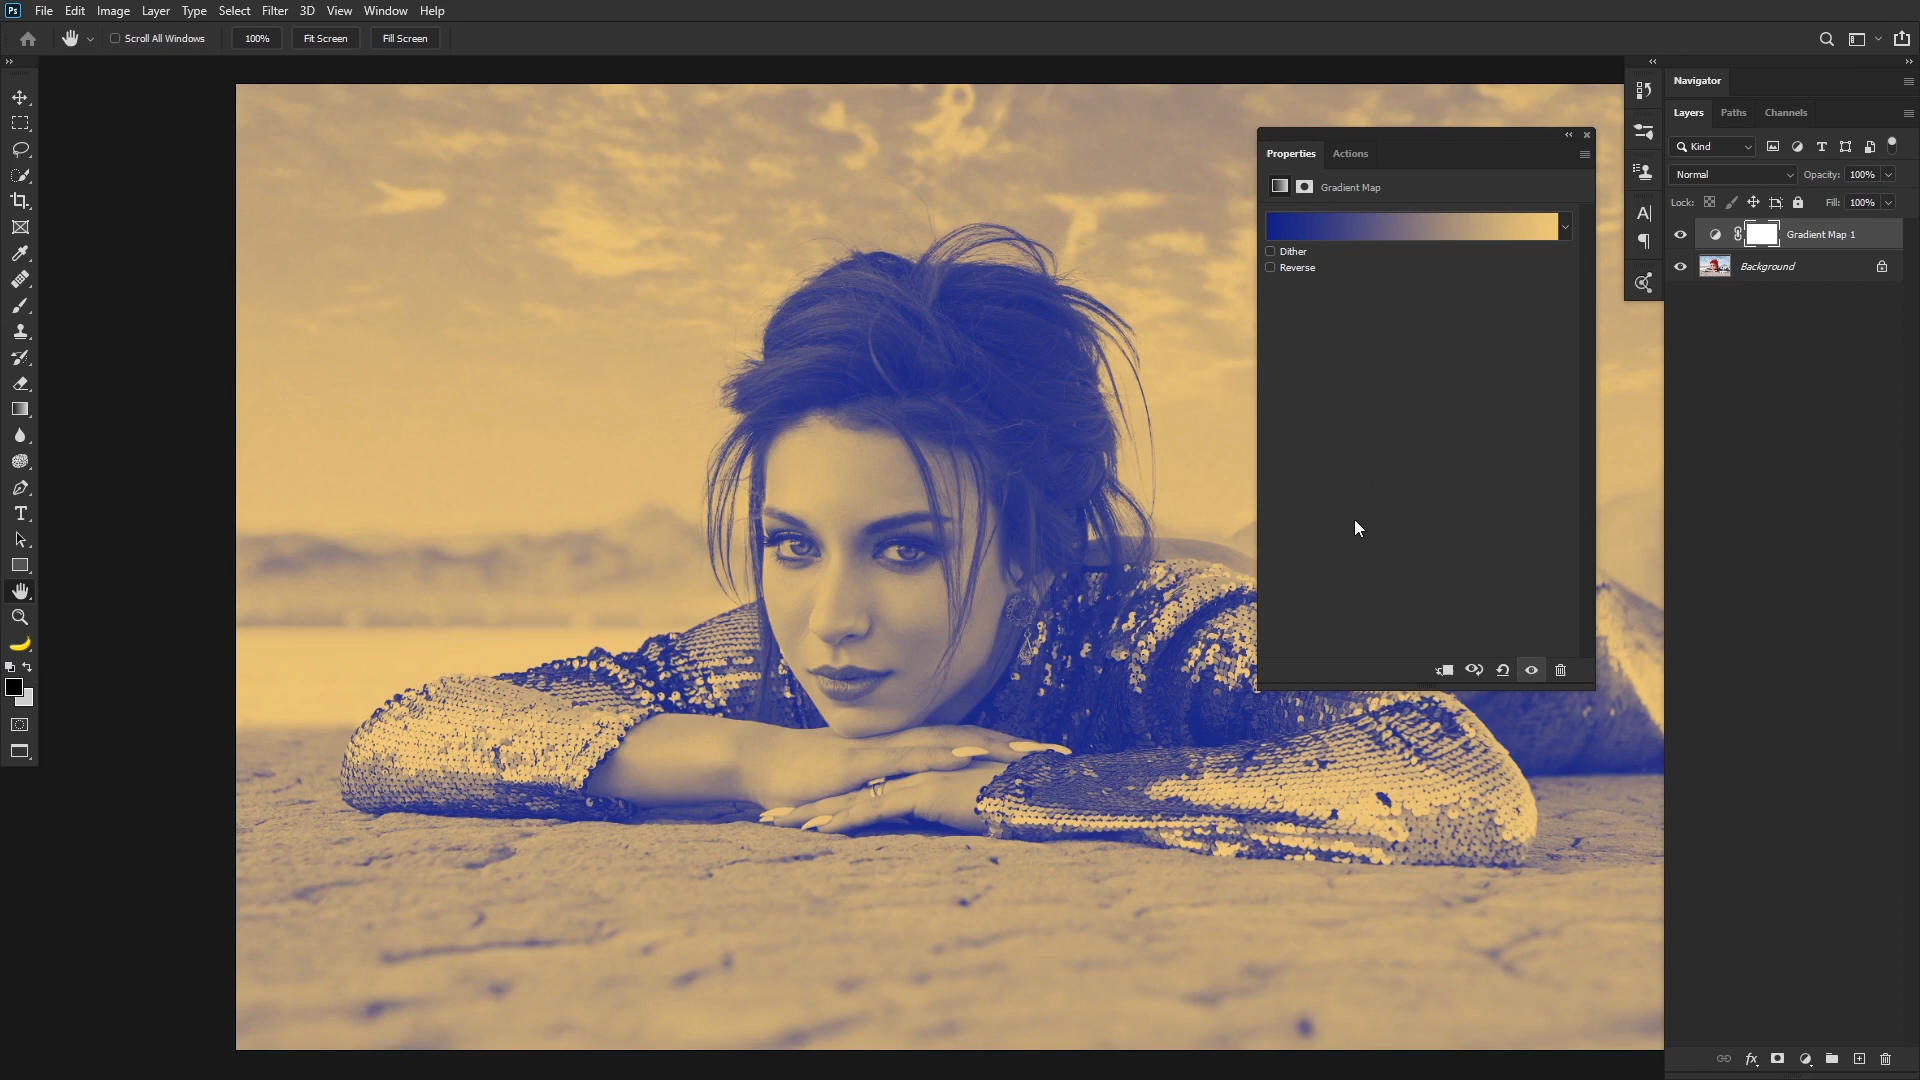 Ps File Edit Image Layer Type Select Filter 3D View Window Help
Scroll All Windows 100% Fit Screen Fill Screen
Navigator
Layers Paths Channels
Kind
Normal Opacity: 100%
Lock: Fill: 100%
Gradient Map 1
Background
Properties Actions
Gradient Map
Dither
Reverse